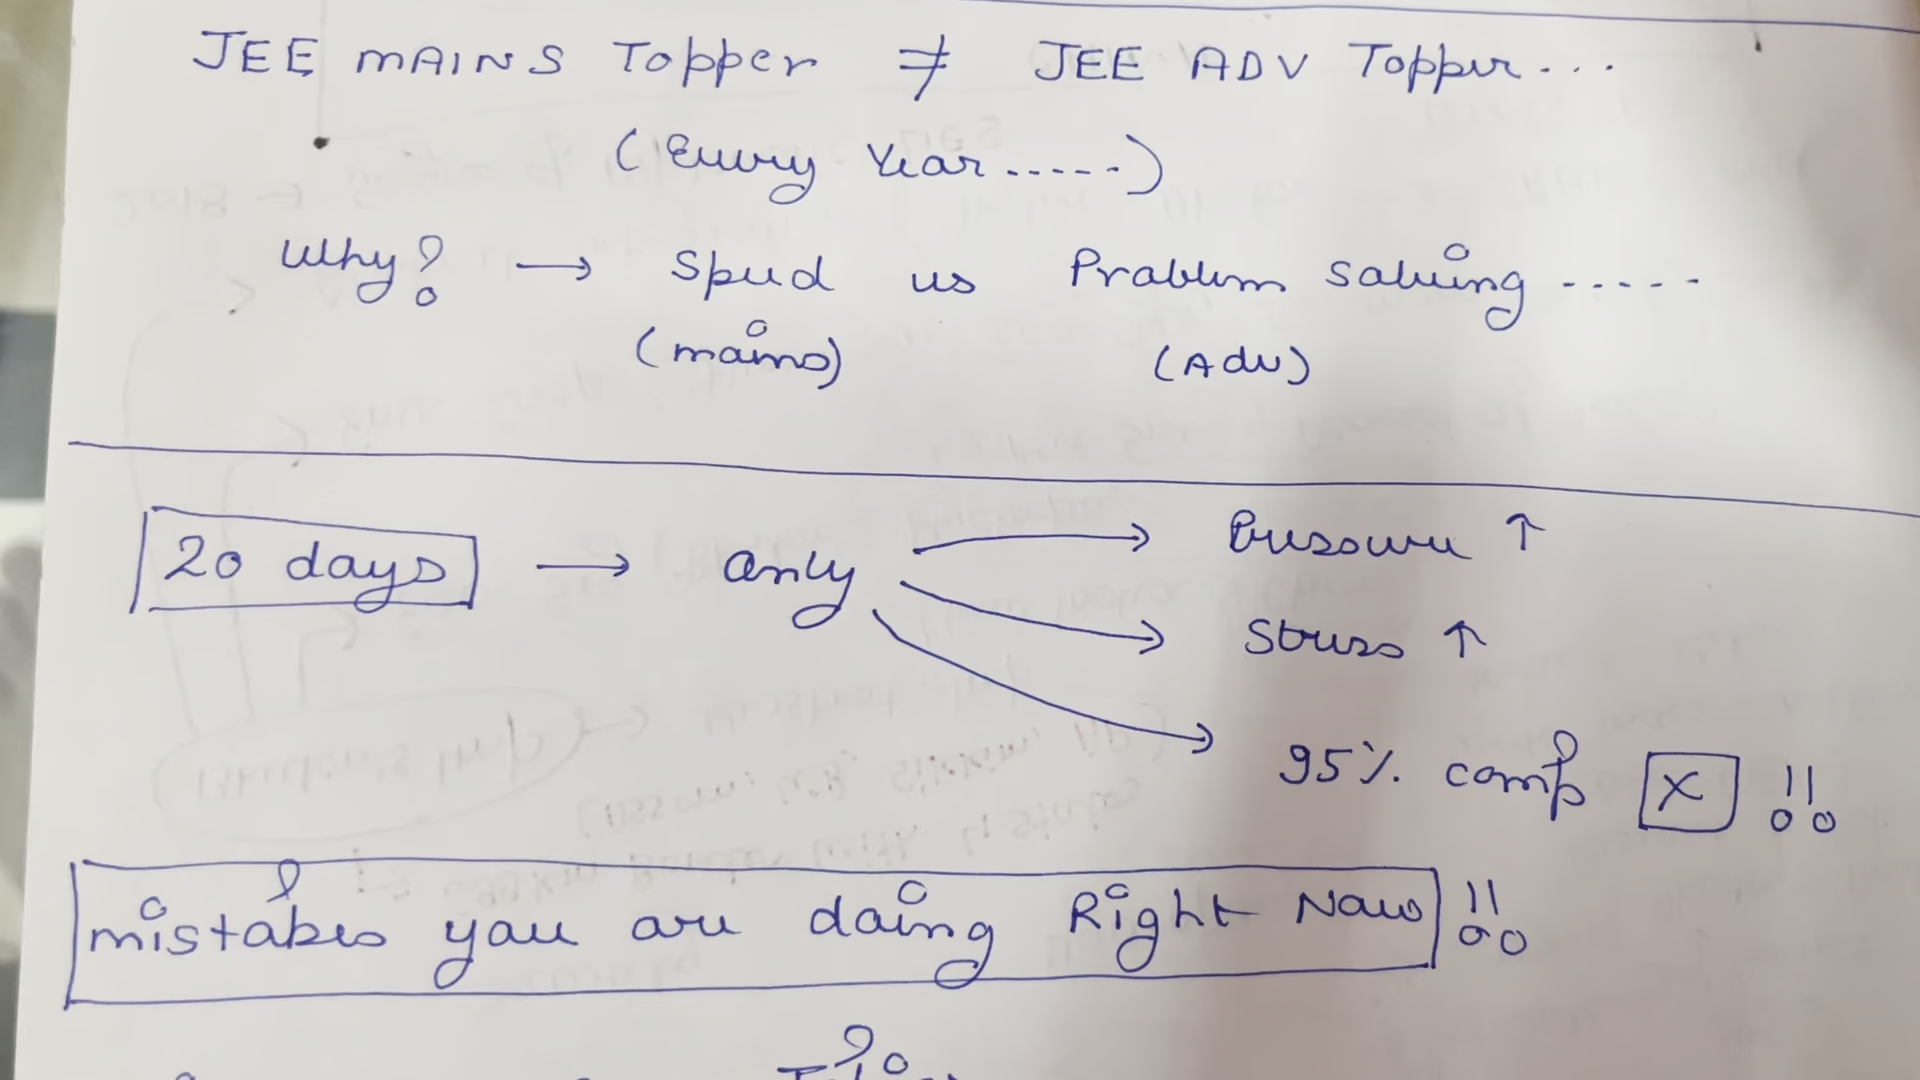 JEE MAINS Topper ≠ JEE ADV Topper...
(Every Year.....)
Why? → Speed vs Problem solving .....
(mains) (Adv)
20 days → only → Pressure ↑
→ Stress ↑
→ 95% comp X !!
mistakes you are doing Right Now !!